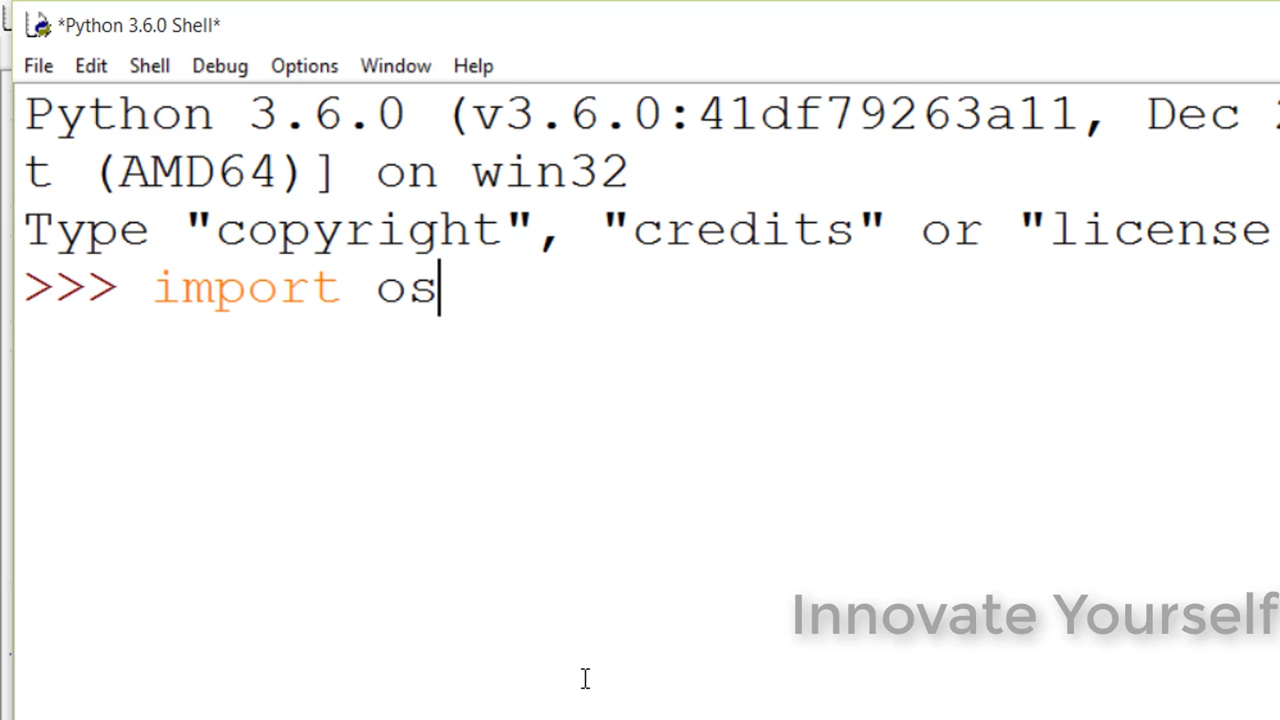 *Python 3.6.0 Shell*
File Edit Shell Debug Options Window Help
Python 3.6.0 (v3.6.0:41df79263a11, Dec
t (AMD64)] on win32
Type "copyright", "credits" or "license
>>> import os
Innovate Yourself